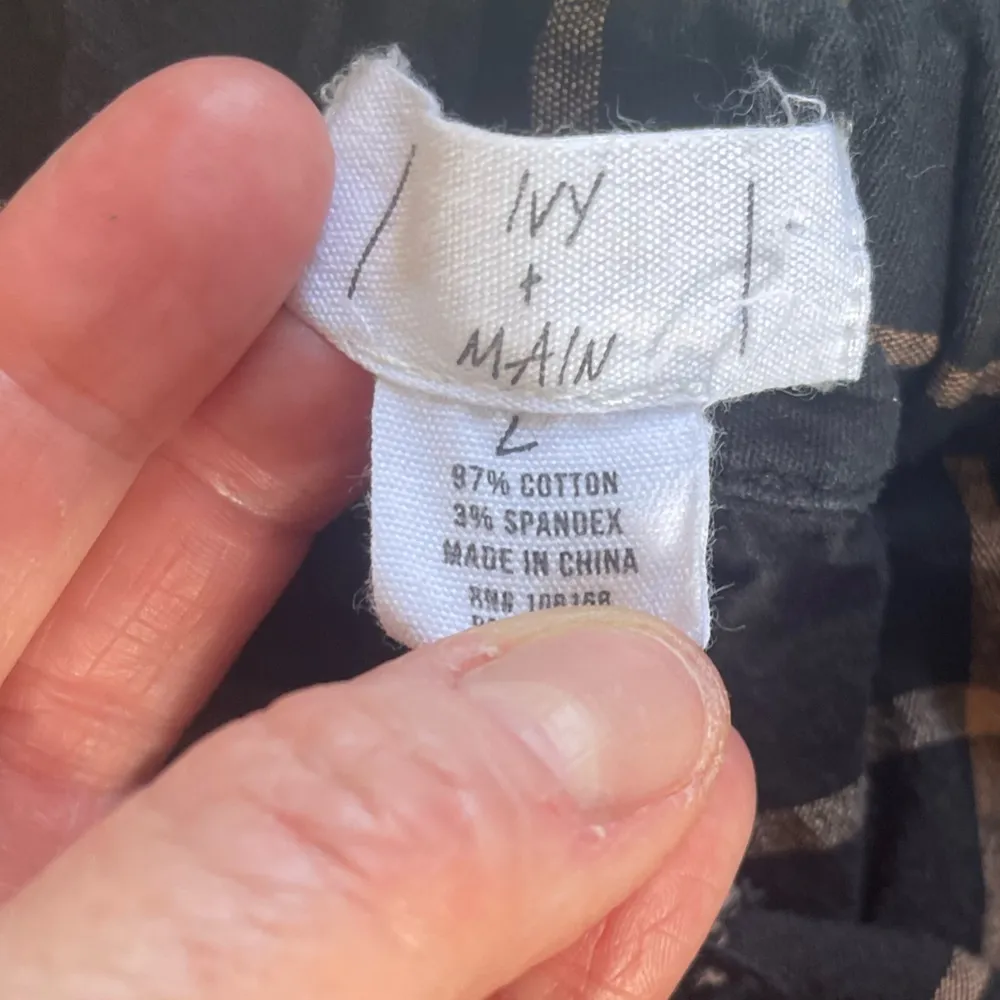 IVY
+
MAIN
L
97% COTTON
3% SPANDEX
MADE IN CHINA